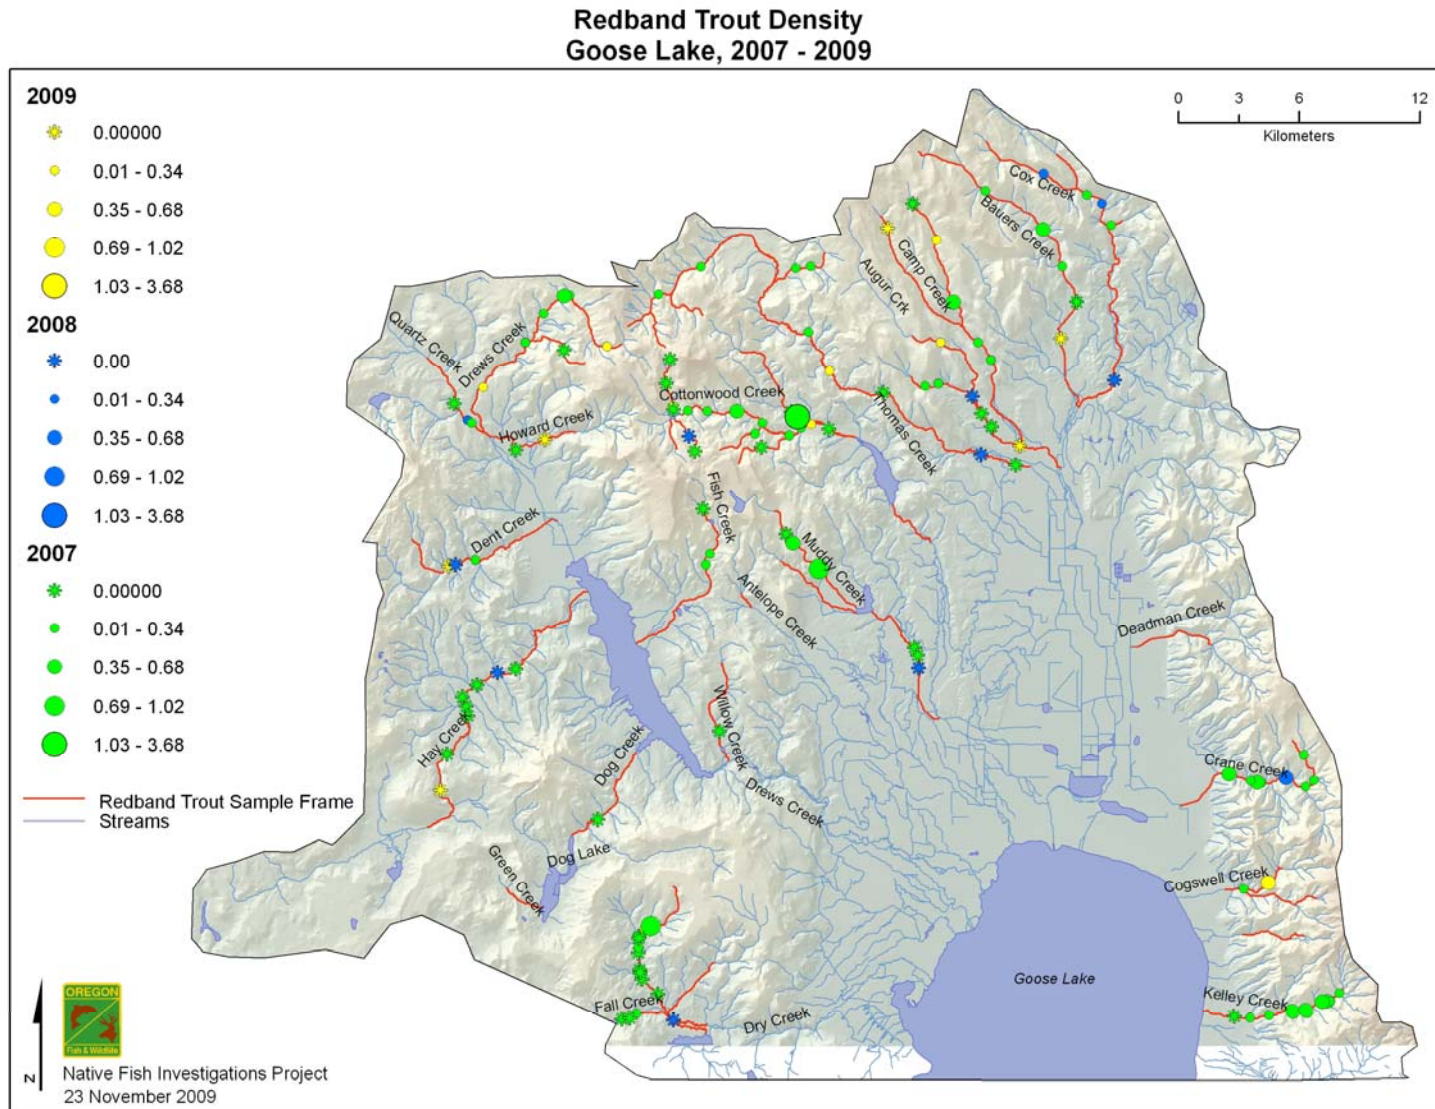 Redband Trout Density
Goose Lake, 2007 - 2009
2009
0.00000
0.01 - 0.34
0.35 - 0.68
0.69 - 1.02
1.03 - 3.68
2008
0.00
0.01 - 0.34
0.35 - 0.68
0.69 - 1.02
1.03 - 3.68
2007
0.00000
0.01 - 0.34
0.35 - 0.68
0.69 - 1.02
1.03 - 3.68
Redband Trout Sample Frame
Streams
0 3 6 12
Kilometers
Cox Creek
Bauers Creek
Camp Creek
Augur Crk
Quartz Creek
Drews Creek
Cottonwood Creek
Howard Creek
Thomas Creek
Fish Creek
Dent Creek
Muddy Creek
Antelope Creek
Deadman Creek
Willow Creek
Hay Creek
Dog Creek
Drews Creek
Crane Creek
Dog Lake
Green Creek
Cogswell Creek
Goose Lake
Fall Creek
Dry Creek
Kelley Creek
OREGON
Fish & Wildlife
N
Native Fish Investigations Project
23 November 2009